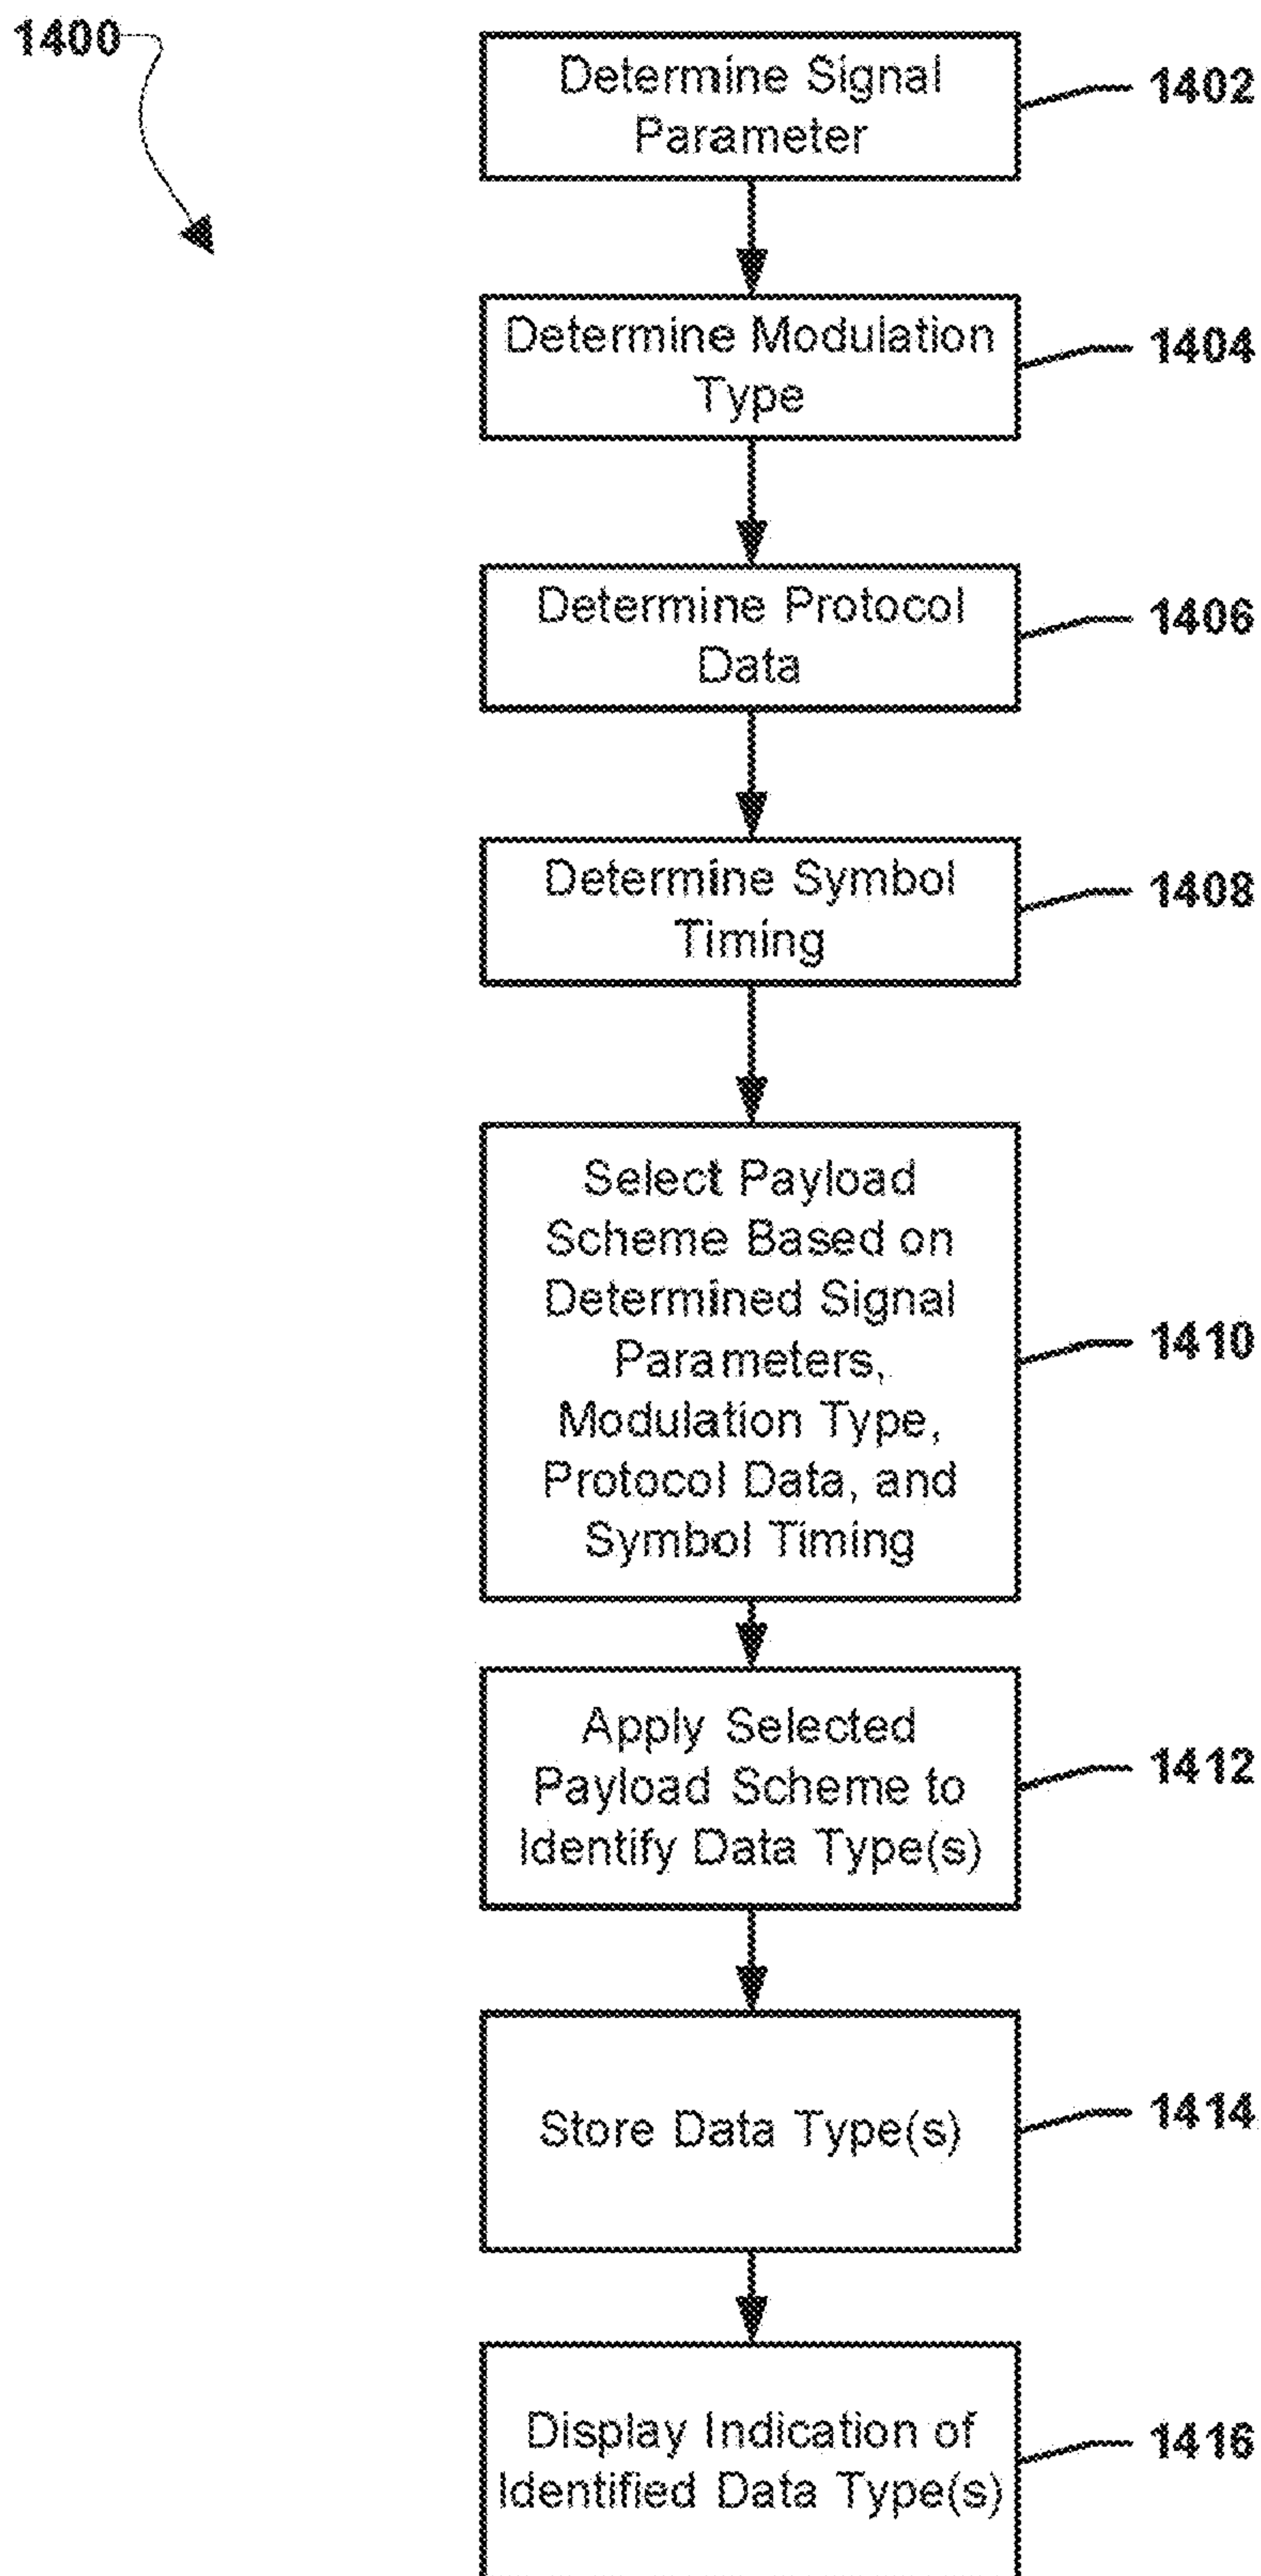 1400
Determine Signal
Parameter
1402
Determine Modulation
Type
1404
Determine Protocol
Data
1406
Determine Symbol
Timing
1408
Select Payload
Scheme Based on
Determined Signal
Parameters,
Modulation Type,
Protocol Data, and
Symbol Timing
1410
Apply Selected
Payload Scheme to
Identify Data Type(s)
1412
Store Data Type(s)
1414
Display Indication of
Identified Data Type(s)
1416